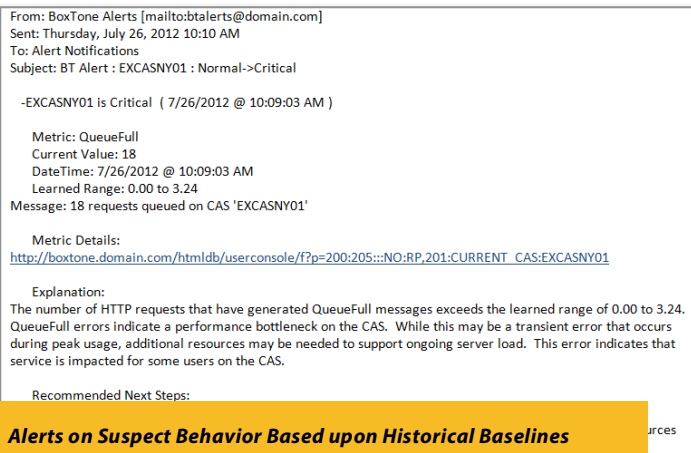 From: BoxTone Alerts [mailto:btalerts@domain.com]
Sent: Thursday, July 26, 2012 10:10 AM
To: Alert Notifications
Subject: BT Alert : EXCASNY01 : Normal->Critical
-EXCASNY01 is Critical ( 7/26/2012 @ 10:09:03 AM )
Metric: QueueFull
Current Value: 18
DateTime: 7/26/2012 @ 10:09:03 AM
Learned Range: 0.00 to 3.24
Message: 18 requests queued on CAS 'EXCASNY01'
Metric Details:
http://boxtone.domain.com/htmldb/userconsole/f?p=200:205:::NO:RP,201:CURRENT_CAS:EXCASNY01
Explanation:
The number of HTTP requests that have generated QueueFull messages exceeds the learned range of 0.00 to 3.24.
QueueFull errors indicate a performance bottleneck on the CAS.  While this may be a transient error that occurs
during peak usage, additional resources may be needed to support ongoing server load.  This error indicates that
service is impacted for some users on the CAS.
Recommended Next Steps:
Alerts on Suspect Behavior Based upon Historical Baselines